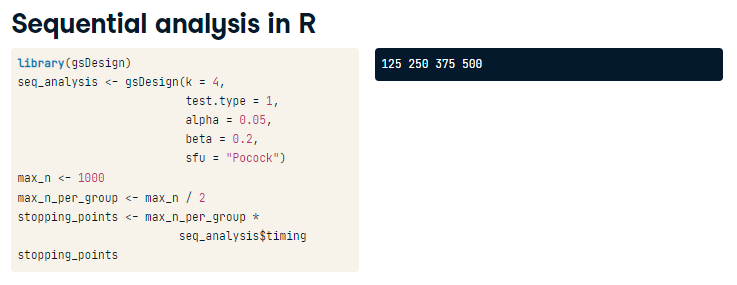 Sequential analysis in R
library(gsDesign)
seq_analysis <- gsDesign(k = 4,
test.type = 1,
alpha = 0.05,
beta = 0.2,
sfu = "Pocock")
max_n <- 1000
max_n_per_group <- max_n / 2
stopping_points <- max_n_per_group *
seq_analysis$timing
stopping_points
125 250 375 500